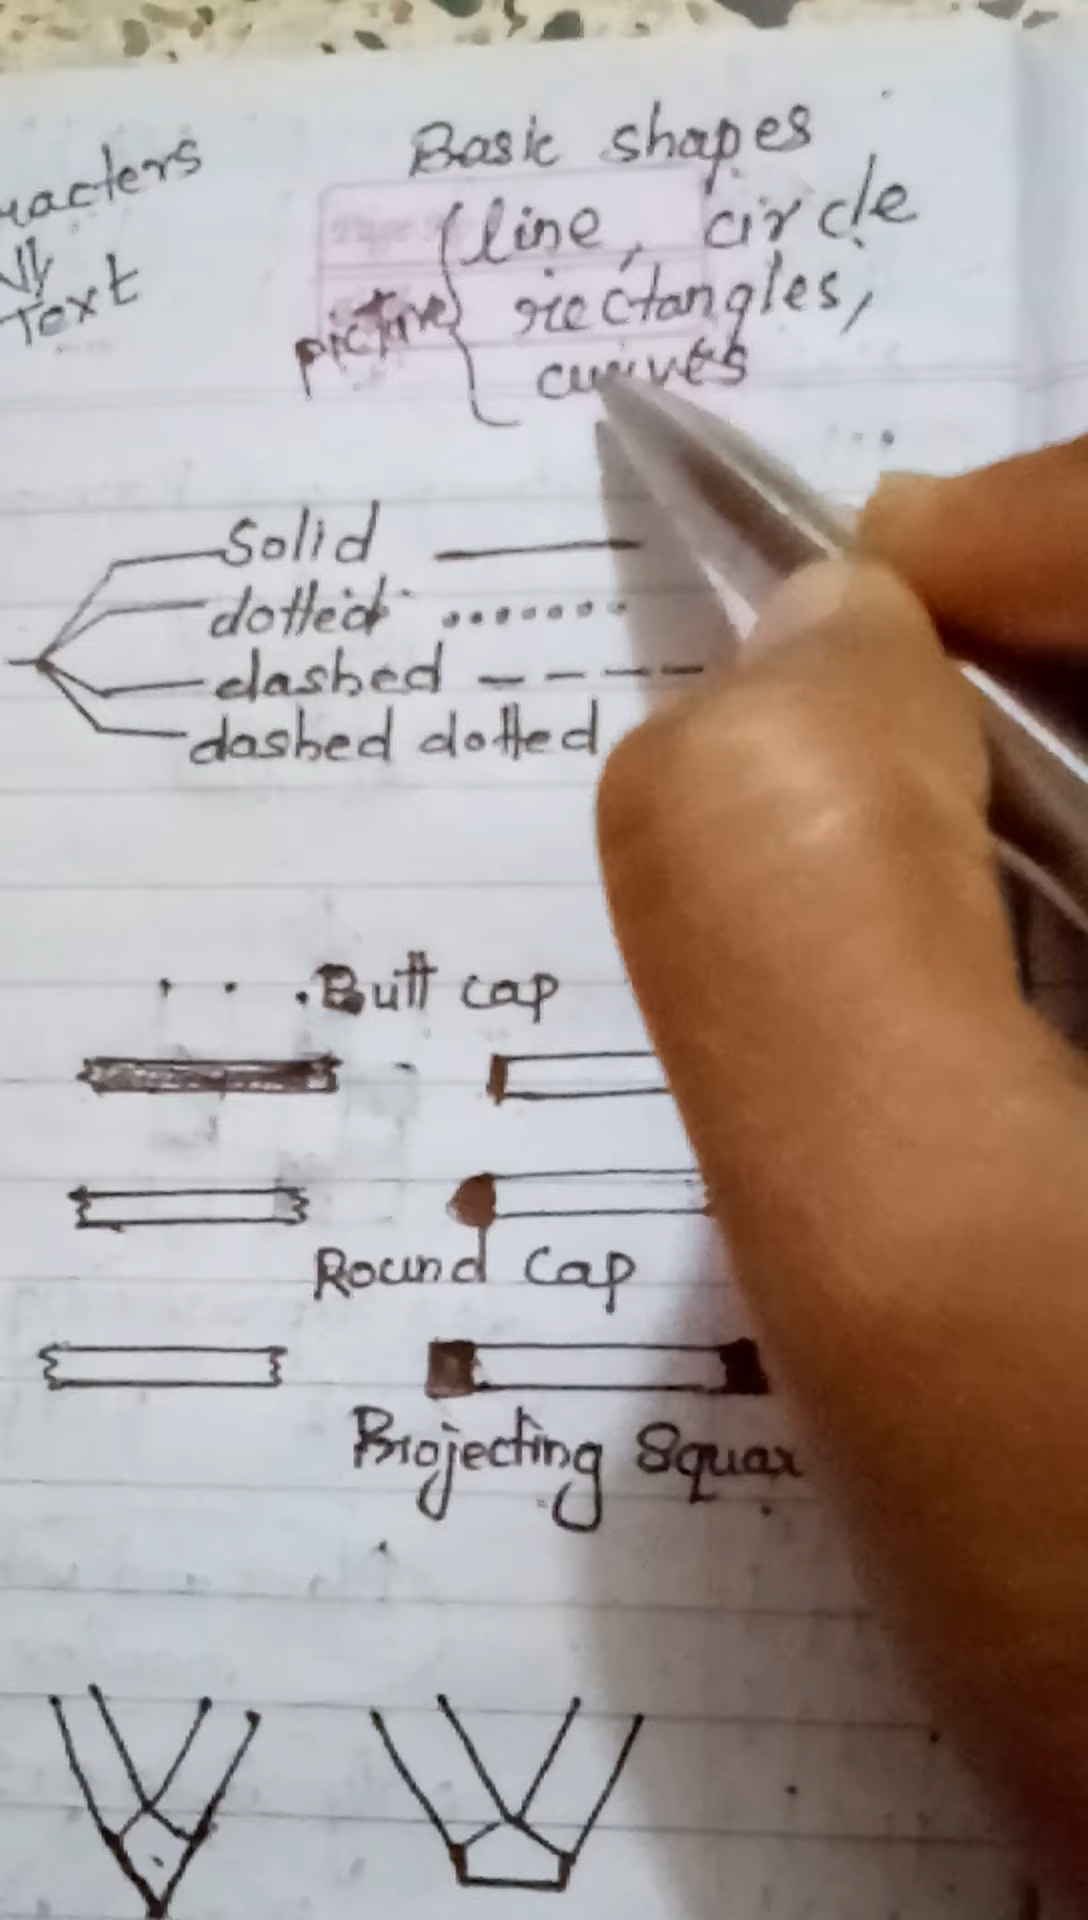 Basic shapes
line, circle
Text
picture
rectangles,
curves
Solid
dotted
dashed
dashed dotted
Butt cap
Round Cap
Projecting Squar